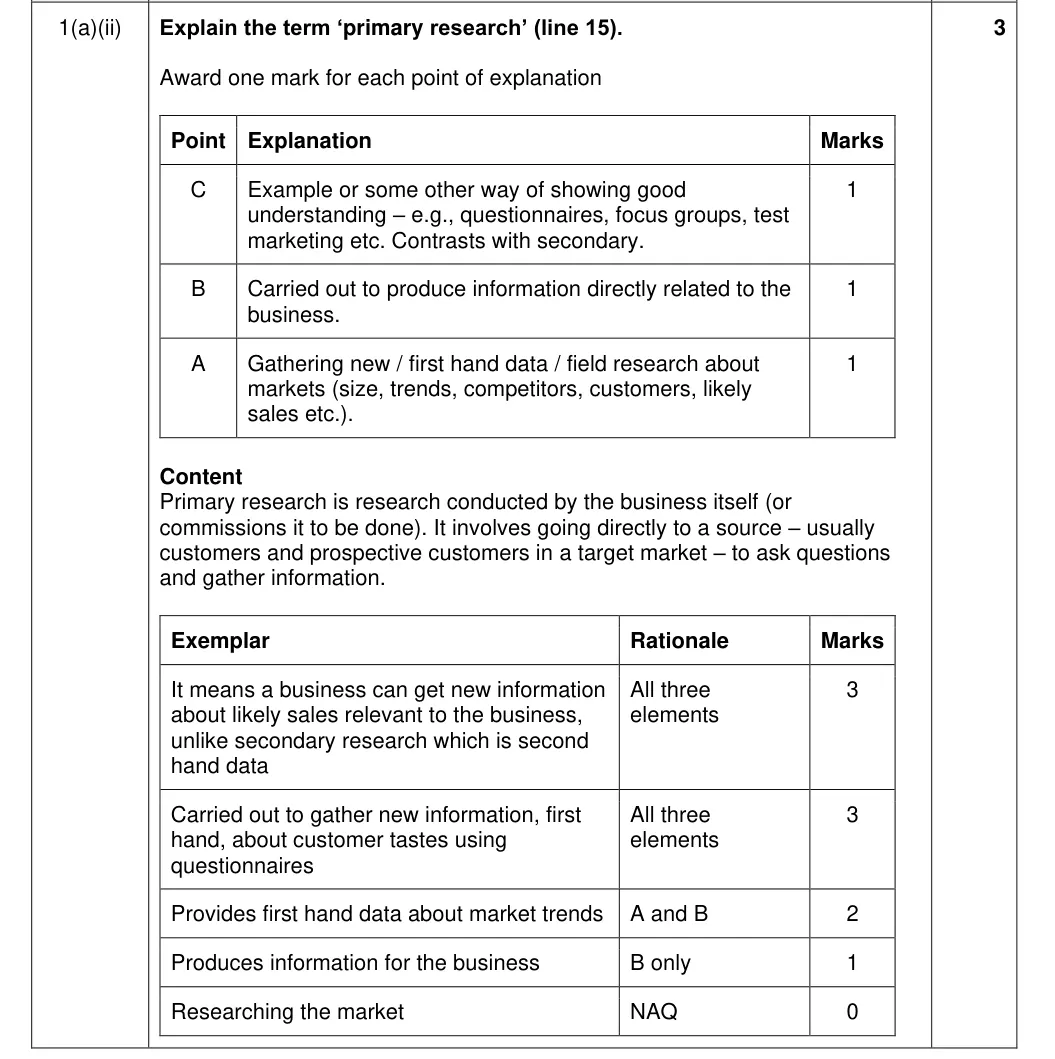 1(a)(ii) Explain the term ‘primary research’ (line 15). 3
Award one mark for each point of explanation
Point Explanation Marks
C Example or some other way of showing good 1
understanding – e.g., questionnaires, focus groups, test
marketing etc. Contrasts with secondary.
B Carried out to produce information directly related to the 1
business.
A Gathering new / first hand data / field research about 1
markets (size, trends, competitors, customers, likely
sales etc.).
Content
Primary research is research conducted by the business itself (or
commissions it to be done). It involves going directly to a source – usually
customers and prospective customers in a target market – to ask questions
and gather information.
Exemplar Rationale Marks
It means a business can get new information All three 3
about likely sales relevant to the business, elements
unlike secondary research which is second
hand data
Carried out to gather new information, first All three 3
hand, about customer tastes using elements
questionnaires
Provides first hand data about market trends A and B 2
Produces information for the business B only 1
Researching the market NAQ 0